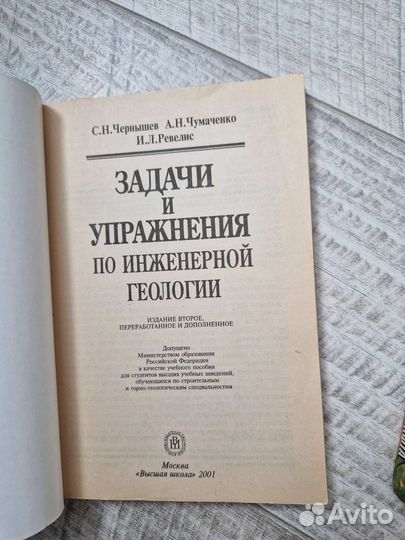 С.Н.Чернышев А.Н.Чумаченко
И.Л.Ревелис
ЗАДАЧИ
И
УПРАЖНЕНИЯ
ПО ИНЖЕНЕРНОЙ
ГЕОЛОГИИ
ИЗДАНИЕ ВТОРОЕ,
ПЕРЕРАБОТАННОЕ И ДОПОЛНЕННОЕ
Допущено
Министерством образования
Российской Федерации
в качестве учебного пособия
для студентов высших учебных заведений,
обучающихся по строительным
и горно-геологическим специальностям
Москва
«Высшая школа» 2001
Avito